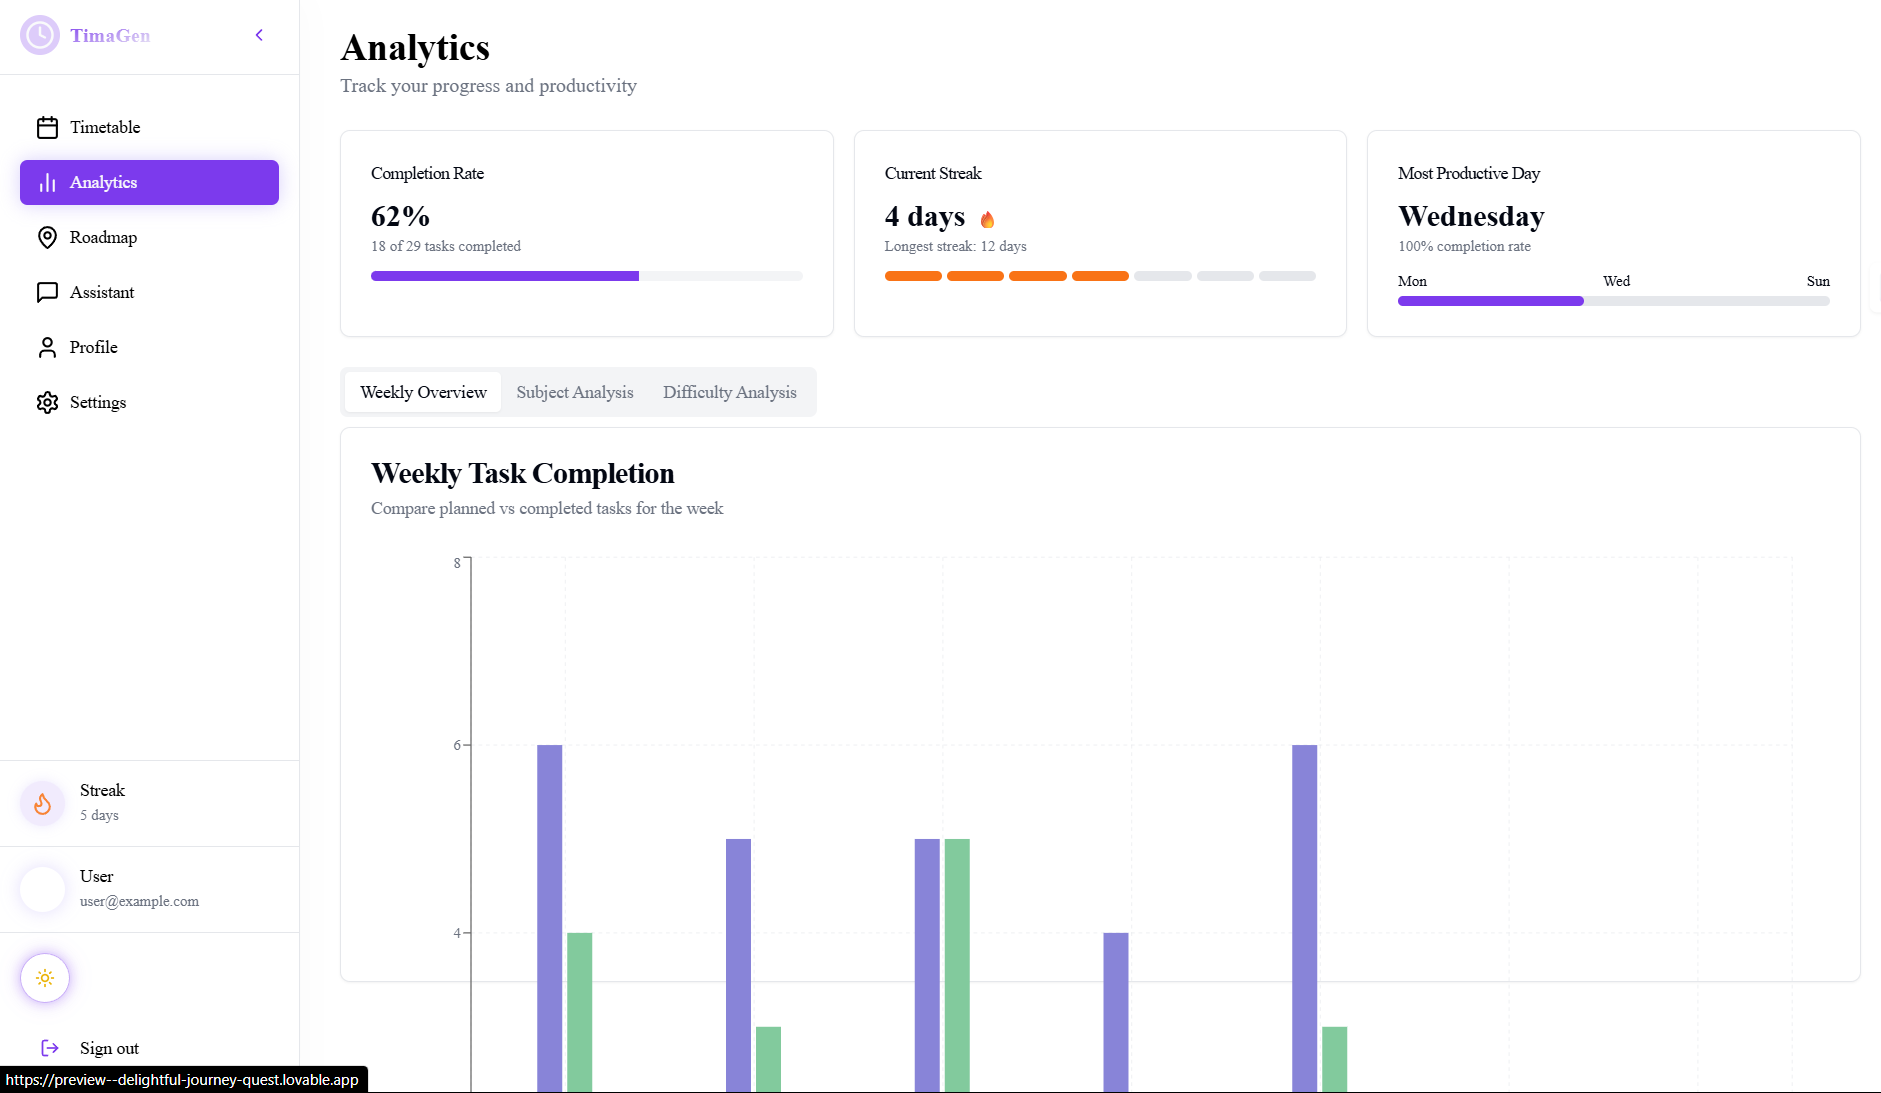 TimaGen
Timetable
Analytics
Roadmap
Assistant
Profile
Settings
Streak
5 days
User
user@example.com
Sign out
https://preview--delightful-journey-quest.lovable.app
Analytics
Track your progress and productivity
Completion Rate
62%
18 of 29 tasks completed
Current Streak
4 days 🔥
Longest streak: 12 days
Most Productive Day
Wednesday
100% completion rate
Mon Wed Sun
Weekly Overview Subject Analysis Difficulty Analysis
Weekly Task Completion
Compare planned vs completed tasks for the week
8
6
4